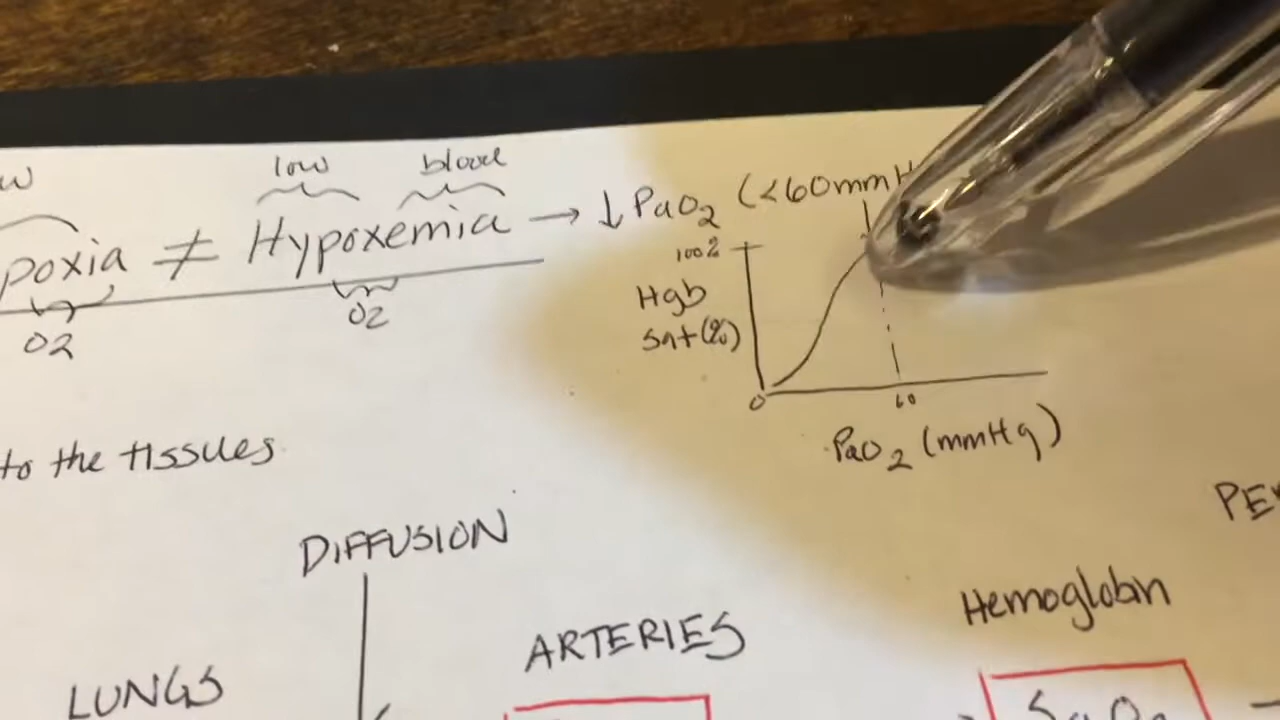 low blood
poxia ≠ Hypoxemia → ↓ PaO2 (<60mmH
O2 O2
100%
Hgb
Sat(%)
0 60
PaO2 (mmHg)
to the tissues
DIFFUSION
PE
Hemoglobin
ARTERIES
LUNGS
SaO2